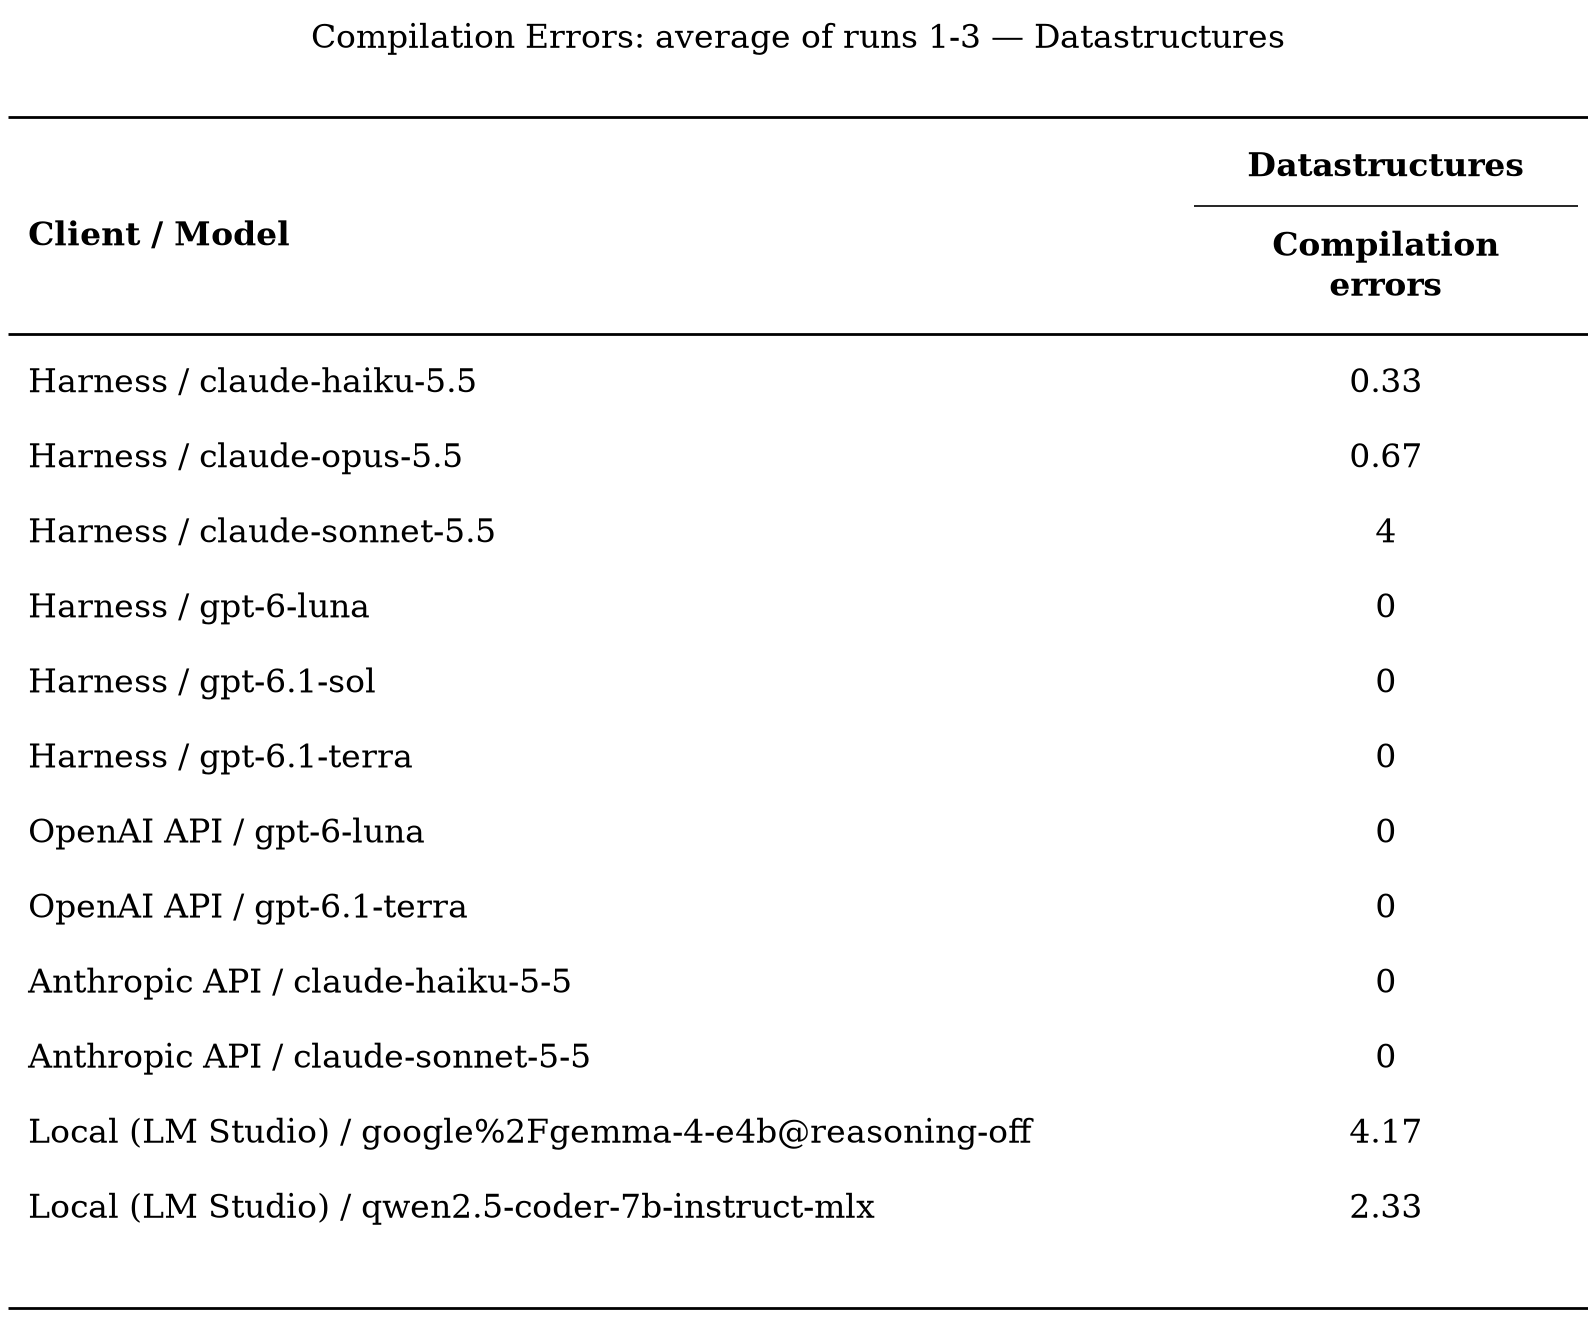 Compilation Errors: average of runs 1-3 — Datastructures
Datastructures
Client / Model
Compilation
errors
Harness / claude-haiku-5.5 0.33
Harness / claude-opus-5.5 0.67
Harness / claude-sonnet-5.5 4
Harness / gpt-6-luna 0
Harness / gpt-6.1-sol 0
Harness / gpt-6.1-terra 0
OpenAI API / gpt-6-luna 0
OpenAI API / gpt-6.1-terra 0
Anthropic API / claude-haiku-5-5 0
Anthropic API / claude-sonnet-5-5 0
Local (LM Studio) / google%2Fgemma-4-e4b@reasoning-off 4.17
Local (LM Studio) / qwen2.5-coder-7b-instruct-mlx 2.33